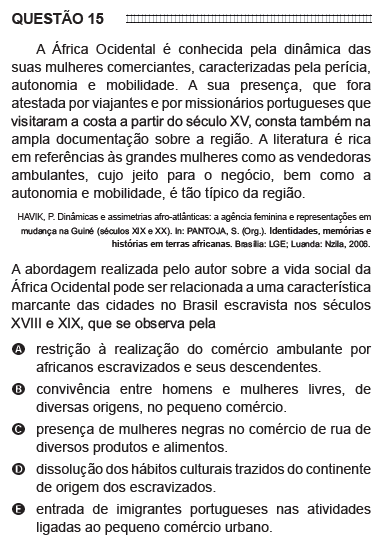 QUESTÃO 15
A África Ocidental é conhecida pela dinâmica das
suas mulheres comerciantes, caracterizadas pela perícia,
autonomia e mobilidade. A sua presença, que fora
atestada por viajantes e por missionários portugueses que
visitaram a costa a partir do século XV, consta também na
ampla documentação sobre a região. A literatura é rica
em referências às grandes mulheres como as vendedoras
ambulantes, cujo jeito para o negócio, bem como a
autonomia e mobilidade, é tão típico da região.
HAVIK, P. Dinâmicas e assimetrias afro-atlânticas: a agência feminina e representações em
mudança na Guiné (séculos XIX e XX). In: PANTOJA, S. (Org.). Identidades, memórias e
histórias em terras africanas. Brasília: LGE; Luanda: Nzila, 2006.
A abordagem realizada pelo autor sobre a vida social da
África Ocidental pode ser relacionada a uma característica
marcante das cidades no Brasil escravista nos séculos
XVIII e XIX, que se observa pela
A restrição à realização do comércio ambulante por
africanos escravizados e seus descendentes.
B convivência entre homens e mulheres livres, de
diversas origens, no pequeno comércio.
C presença de mulheres negras no comércio de rua de
diversos produtos e alimentos.
D dissolução dos hábitos culturais trazidos do continente
de origem dos escravizados.
E entrada de imigrantes portugueses nas atividades
ligadas ao pequeno comércio urbano.